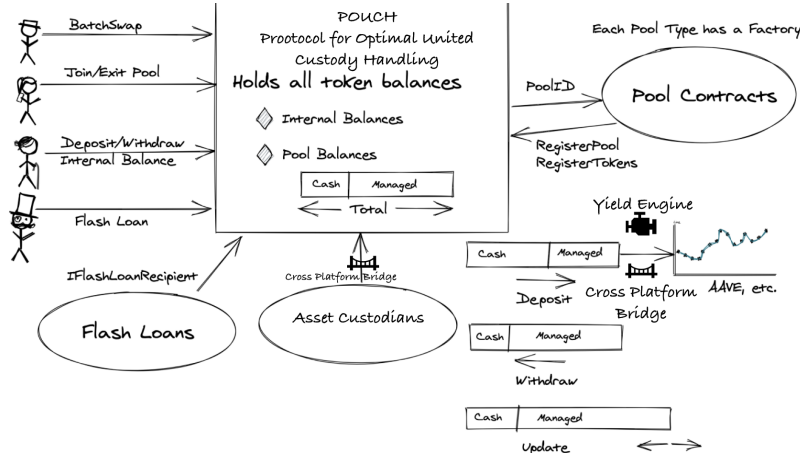 POUCH
Prootocol for Optimal United
Custody Handling
Holds all token balances
Internal Balances
Pool Balances
Cash Managed
Total
BatchSwap
Join/Exit Pool
Deposit/Withdraw
Internal Balance
Flash Loan
IFlashLoanRecipient
Flash Loans
Cross Platform Bridge
Asset Custodians
Each Pool Type has a Factory
PoolID
Pool Contracts
RegisterPool
RegisterTokens
Yield Engine
Cash Managed
Deposit
Cross Platform
Bridge
AAVE, etc.
Cash Managed
Withdraw
Cash Managed
Update